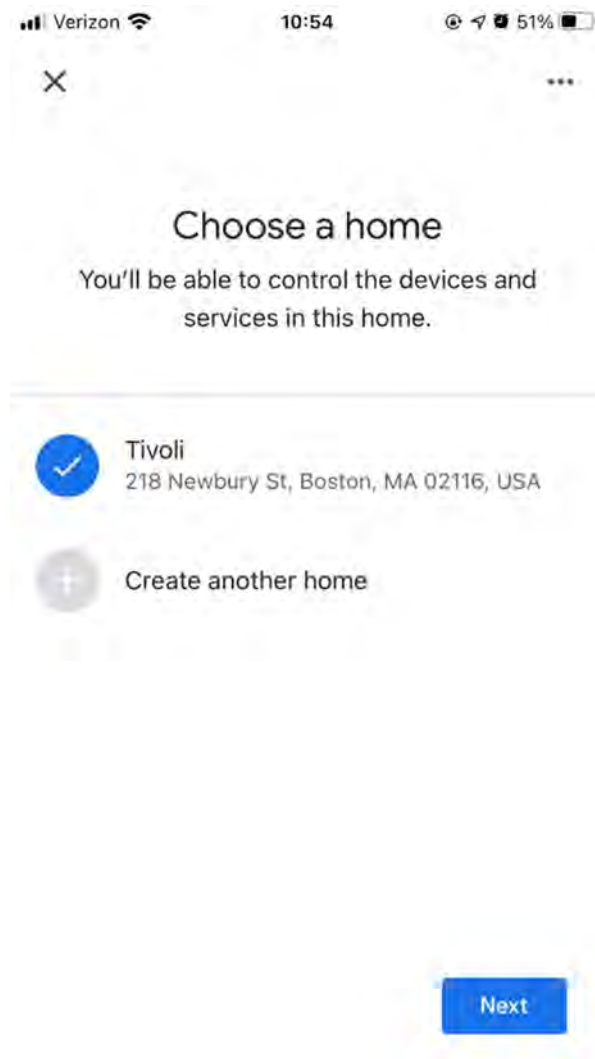 Verizon 10:54 51%
Choose a home
You'll be able to control the devices and
services in this home.
Tivoli
218 Newbury St, Boston, MA 02116, USA
Create another home
Next